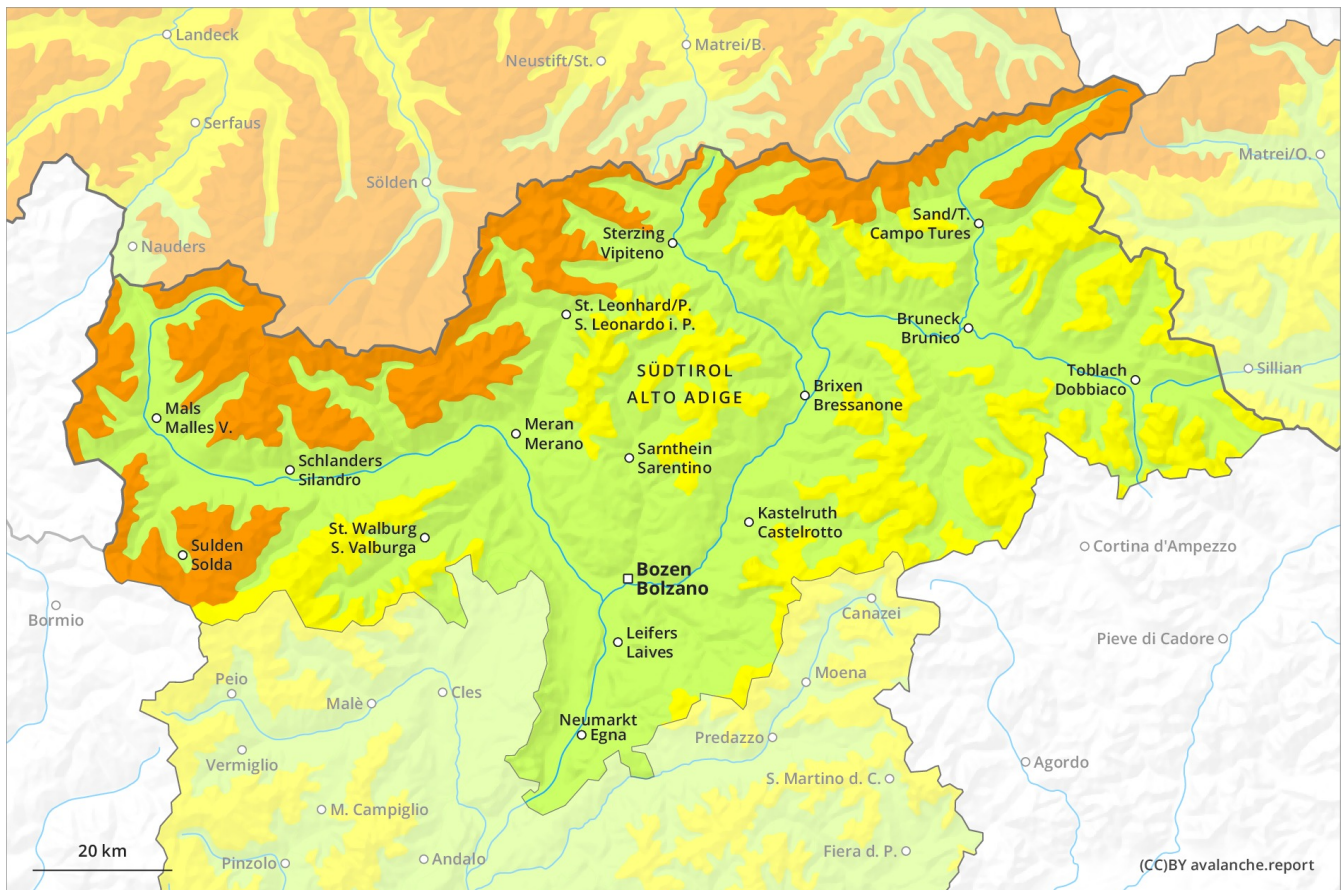 Landeck
Matrei/B.
Neustift/St.
Serfaus
Matrei/O.
Sölden
Nauders
Sand/T.
Campo Tures
Sterzing
Vipiteno
St. Leonhard/P.
S. Leonardo i. P.
Bruneck
Brunico
SÜDTIROL
ALTO ADIGE
Toblach
Dobbiaco
Sillian
Brixen
Bressanone
Mals
Malles V.
Meran
Merano
Sarnthein
Sarentino
Schlanders
Silandro
Kastelruth
Castelrotto
St. Walburg
S. Valburga
Sulden
Solda
Cortina d'Ampezzo
Bozen
Bolzano
Bormio
Canazei
Leifers
Laives
Pieve di Cadore
Peio
Malè
Cles
Moena
Neumarkt
Egna
Predazzo
Vermiglio
Agordo
S. Martino d. C.
M. Campiglio
20 km
Pinzolo
Andalo
Fiera d. P.
(CC)BY avalanche.report